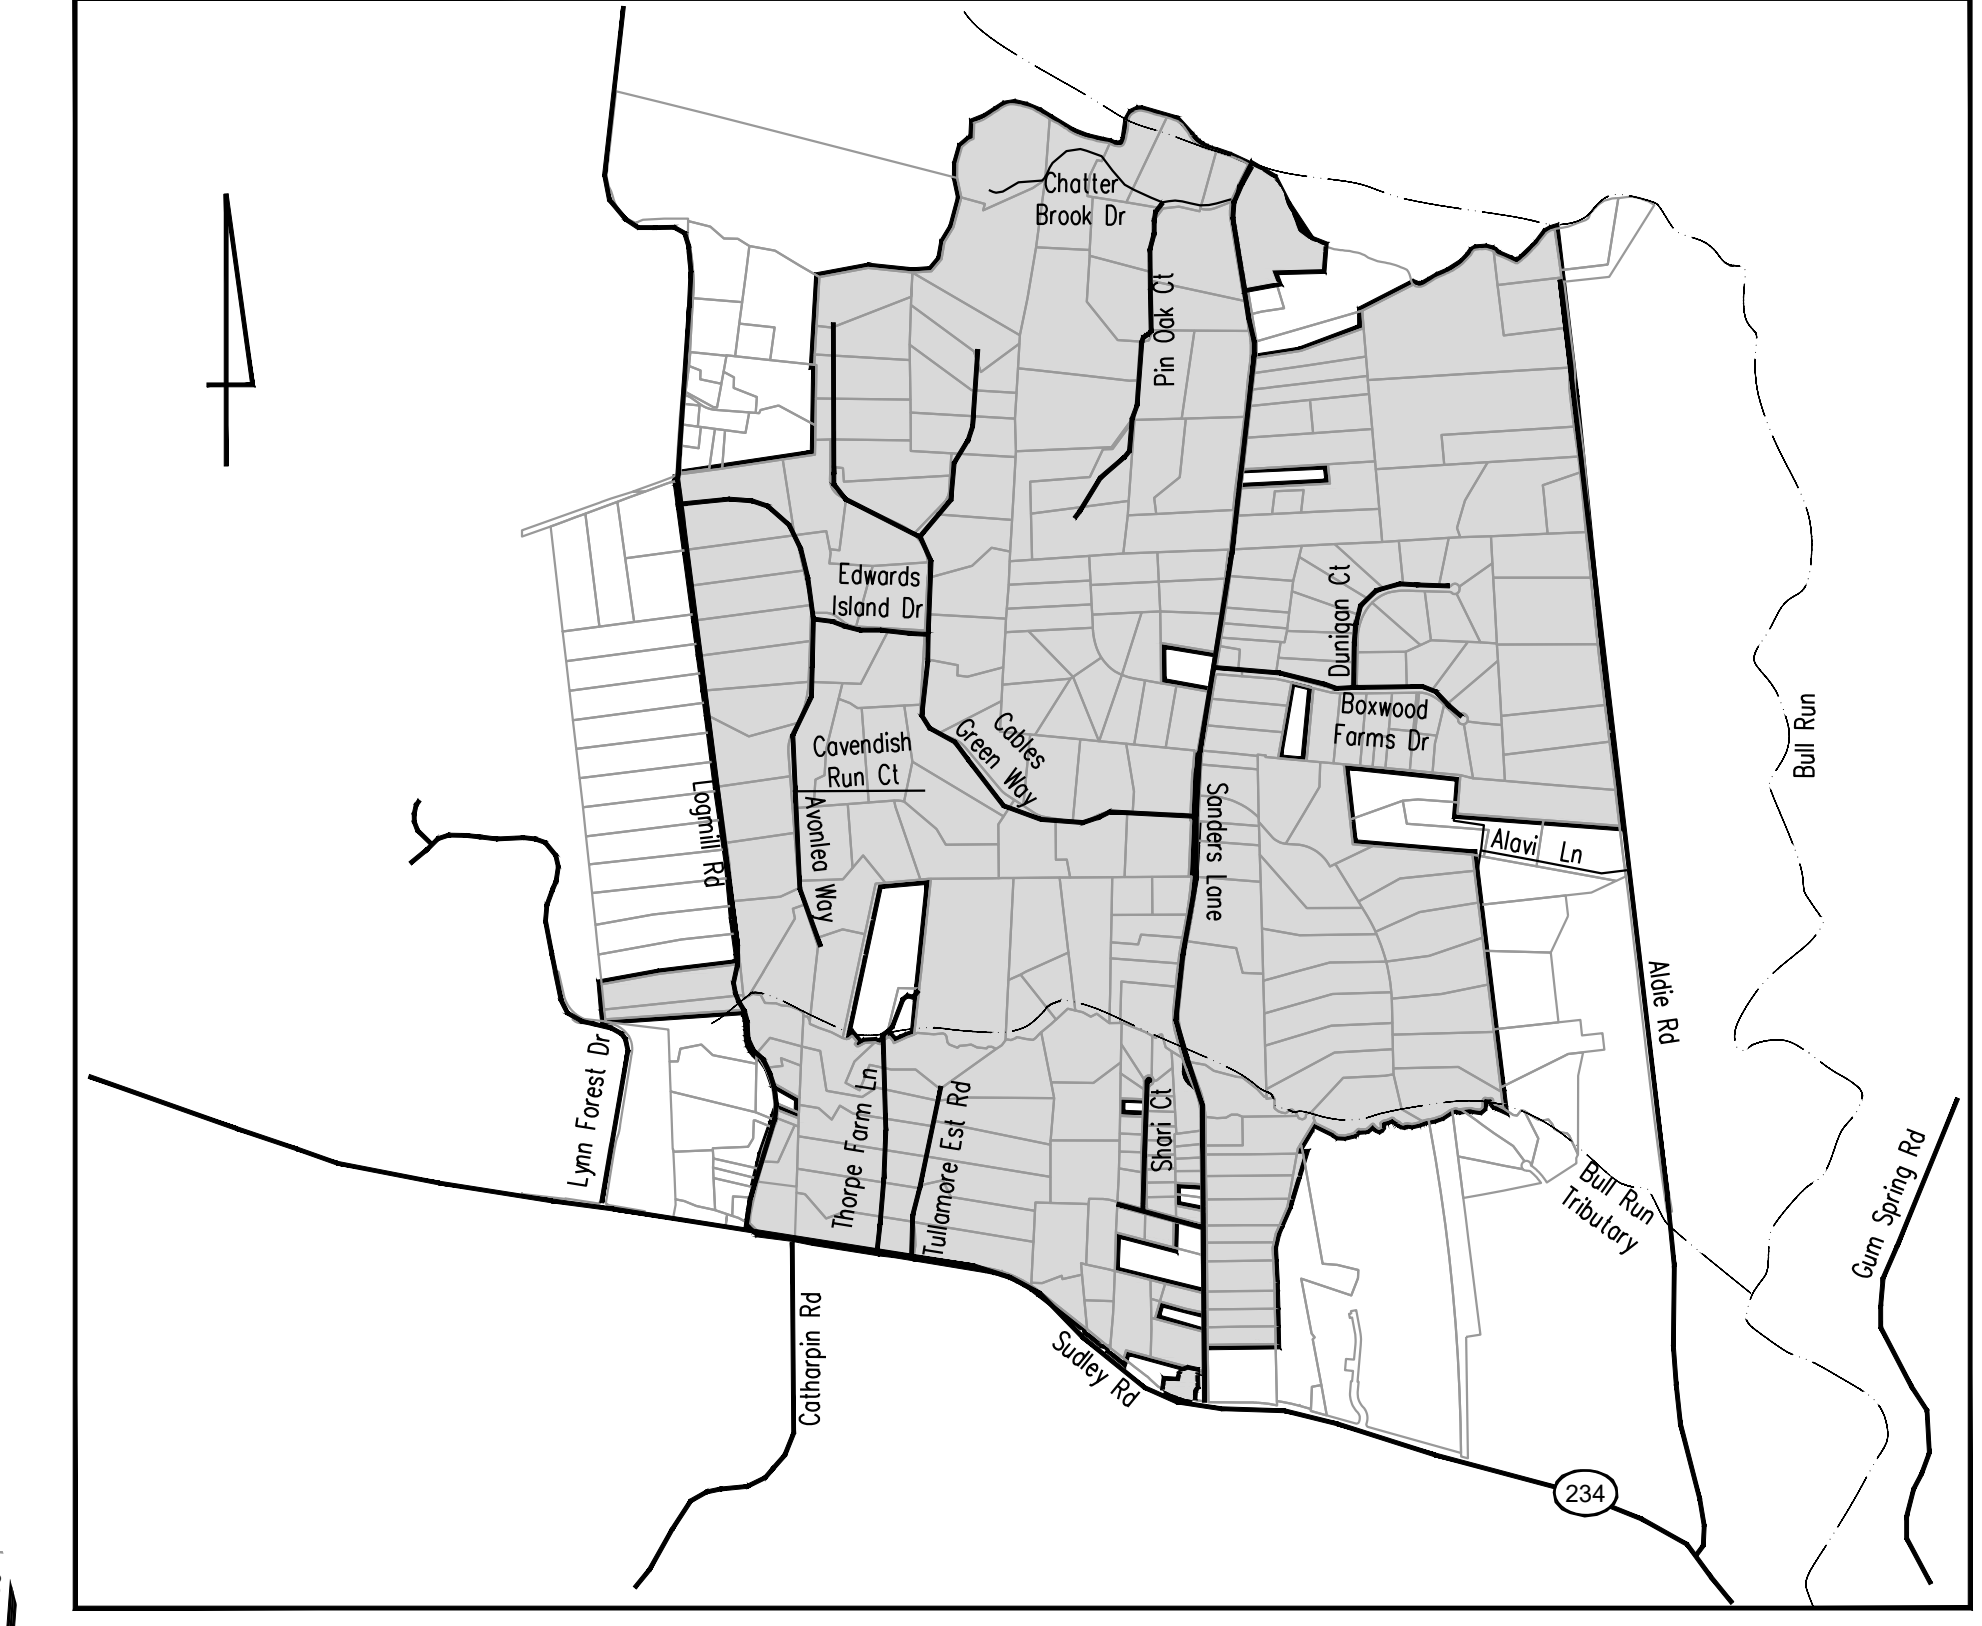 Chatter
Brook Dr
Pin Oak Ct
Edwards
Island Dr
Dunigan Ct
Boxwood
Farms Dr
Bull Run
Cables
Green Way
Cavendish
Run Ct
Logmill Rd
Avonlea Way
Sanders Lane
Alavi Ln
Aldie Rd
Lynn Forest Dr
Thorpe Farm Ln
Tullamore Est Rd
Shari Ct
Bull Run
Tributary
Gum Spring Rd
Catharpin Rd
Sudley Rd
234